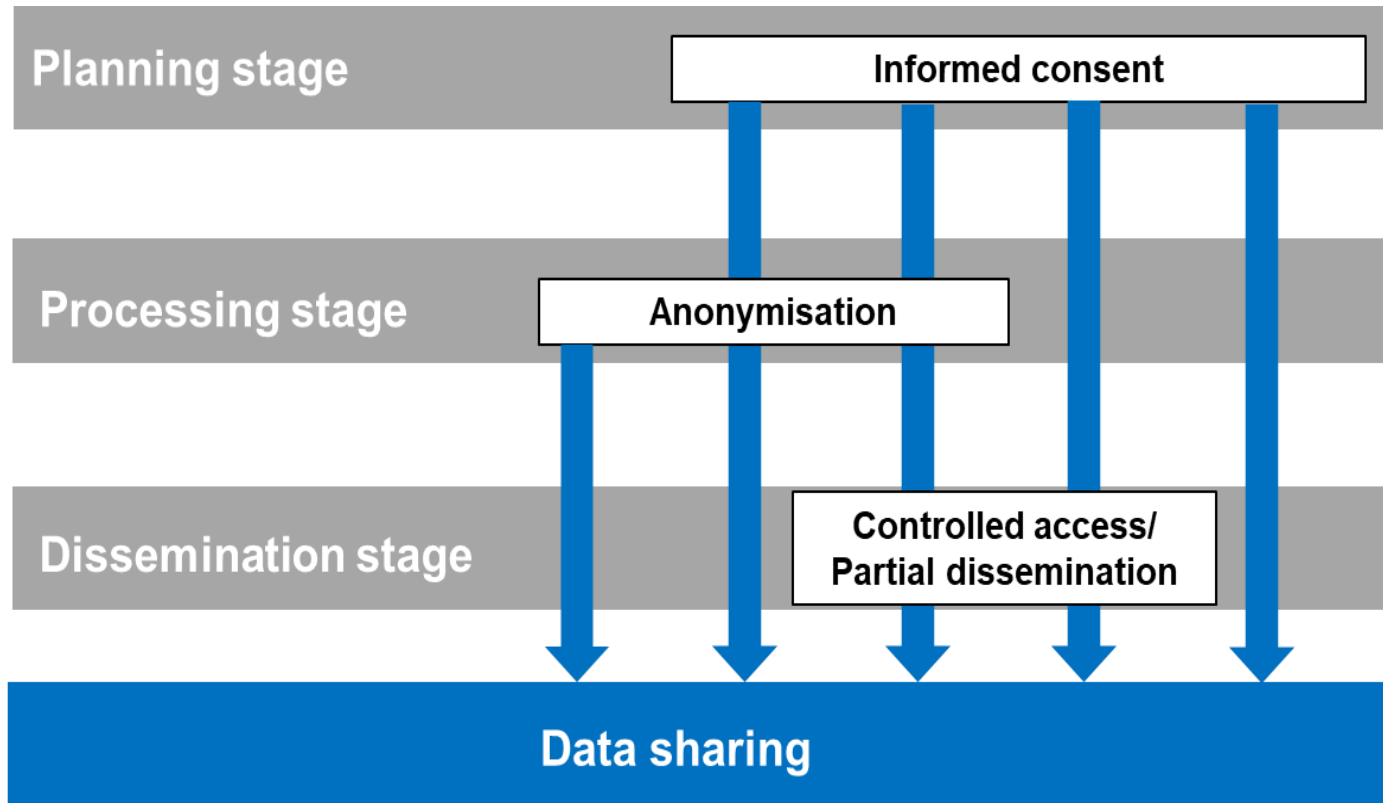 Planning stage
Informed consent
Processing stage
Anonymisation
Dissemination stage
Controlled access/
Partial dissemination
Data sharing